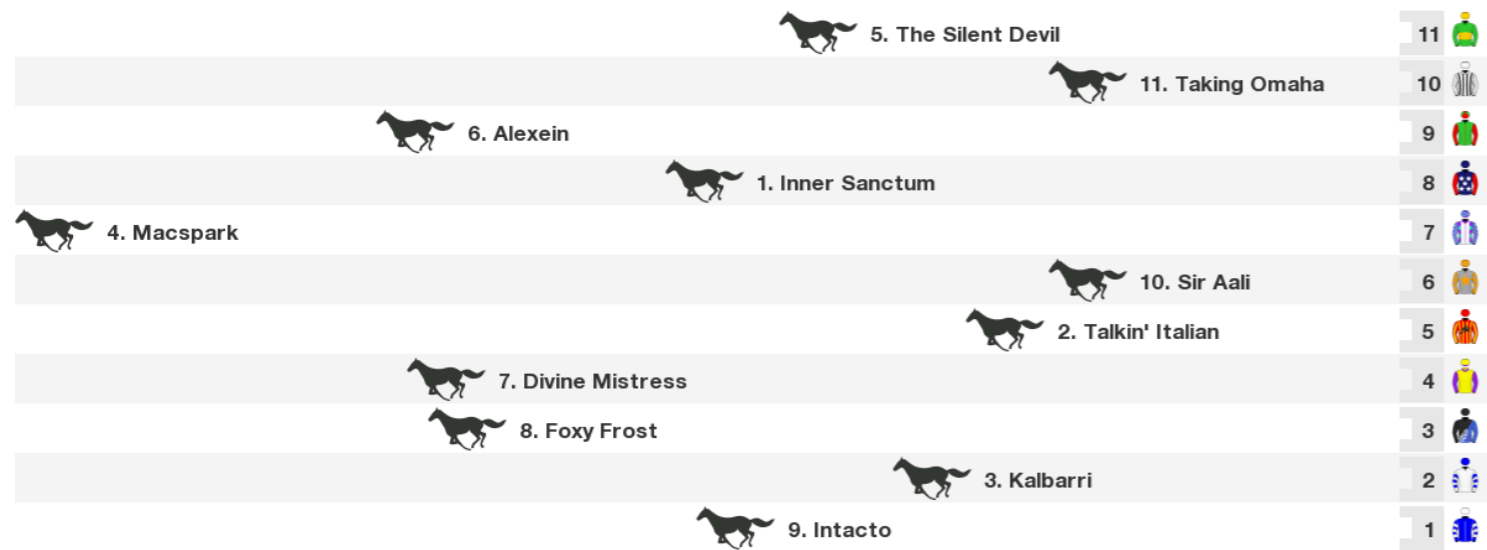 5. The Silent Devil 11
11. Taking Omaha 10
6. Alexein 9
1. Inner Sanctum 8
4. Macspark 7
10. Sir Aali 6
2. Talkin' Italian 5
7. Divine Mistress 4
8. Foxy Frost 3
3. Kalbarri 2
9. Intacto 1